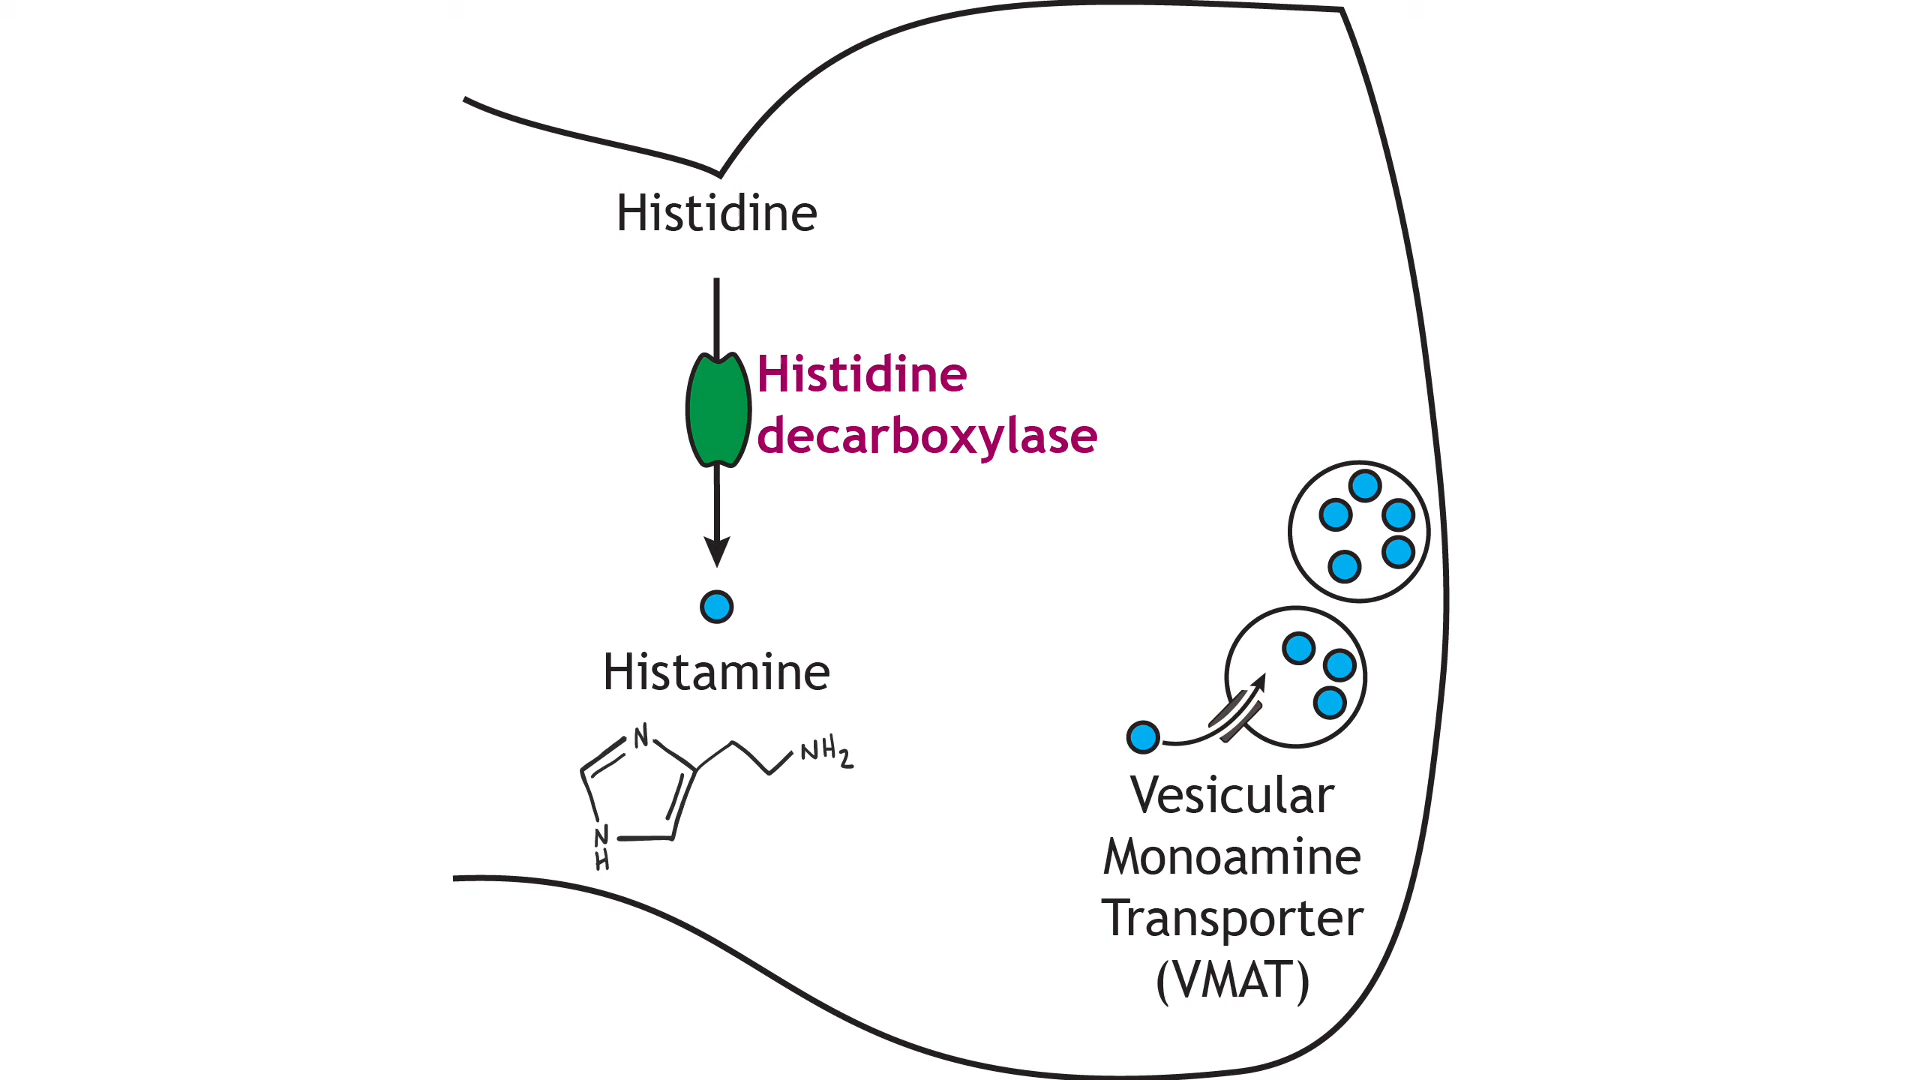 Histidine
Histidine
decarboxylase
Histamine
N
NH2
N
H
Vesicular
Monoamine
Transporter
(VMAT)